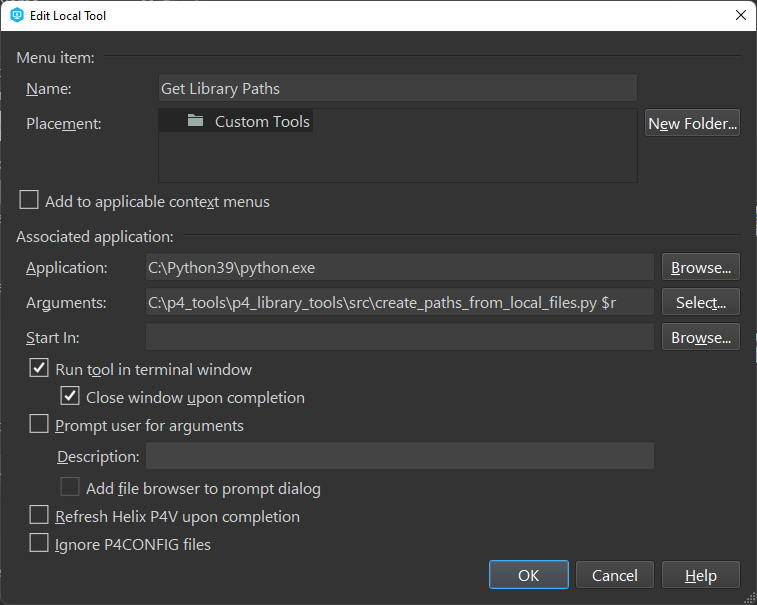 Edit Local Tool
Menu item:
Name: Get Library Paths
Placement: Custom Tools New Folder...
Add to applicable context menus
Associated application:
Application: C:\Python39\python.exe Browse...
Arguments: C:\p4_tools\p4_library_tools\src\create_paths_from_local_files.py $r Select...
Start In: Browse...
Run tool in terminal window
Close window upon completion
Prompt user for arguments
Description:
Add file browser to prompt dialog
Refresh Helix P4V upon completion
Ignore P4CONFIG files
OK Cancel Help